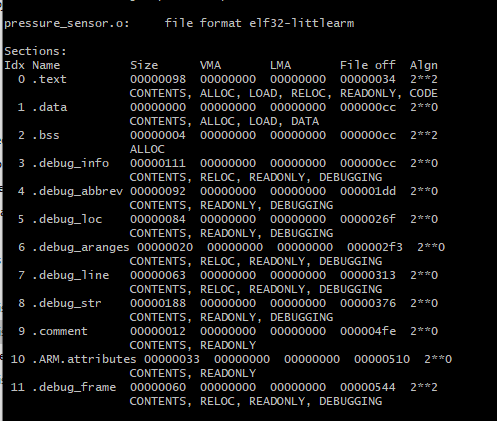 pressure_sensor.o:     file format elf32-littlearm
Sections:
Idx Name          Size      VMA       LMA       File off  Algn
  0 .text         00000098  00000000  00000000  00000034  2**2
                  CONTENTS, ALLOC, LOAD, RELOC, READONLY, CODE
  1 .data         00000000  00000000  00000000  000000cc  2**0
                  CONTENTS, ALLOC, LOAD, DATA
  2 .bss          00000004  00000000  00000000  000000cc  2**2
                  ALLOC
  3 .debug_info   00000111  00000000  00000000  000000cc  2**0
                  CONTENTS, RELOC, READONLY, DEBUGGING
  4 .debug_abbrev 00000092  00000000  00000000  000001dd  2**0
                  CONTENTS, READONLY, DEBUGGING
  5 .debug_loc    00000084  00000000  00000000  0000026f  2**0
                  CONTENTS, READONLY, DEBUGGING
  6 .debug_aranges 00000020  00000000  00000000  000002f3  2**0
                  CONTENTS, RELOC, READONLY, DEBUGGING
  7 .debug_line   00000063  00000000  00000000  00000313  2**0
                  CONTENTS, RELOC, READONLY, DEBUGGING
  8 .debug_str    00000188  00000000  00000000  00000376  2**0
                  CONTENTS, READONLY, DEBUGGING
  9 .comment      00000012  00000000  00000000  000004fe  2**0
                  CONTENTS, READONLY
 10 .ARM.attributes 00000033  00000000  00000000  00000510  2**0
                  CONTENTS, READONLY
 11 .debug_frame  00000060  00000000  00000000  00000544  2**2
                  CONTENTS, RELOC, READONLY, DEBUGGING